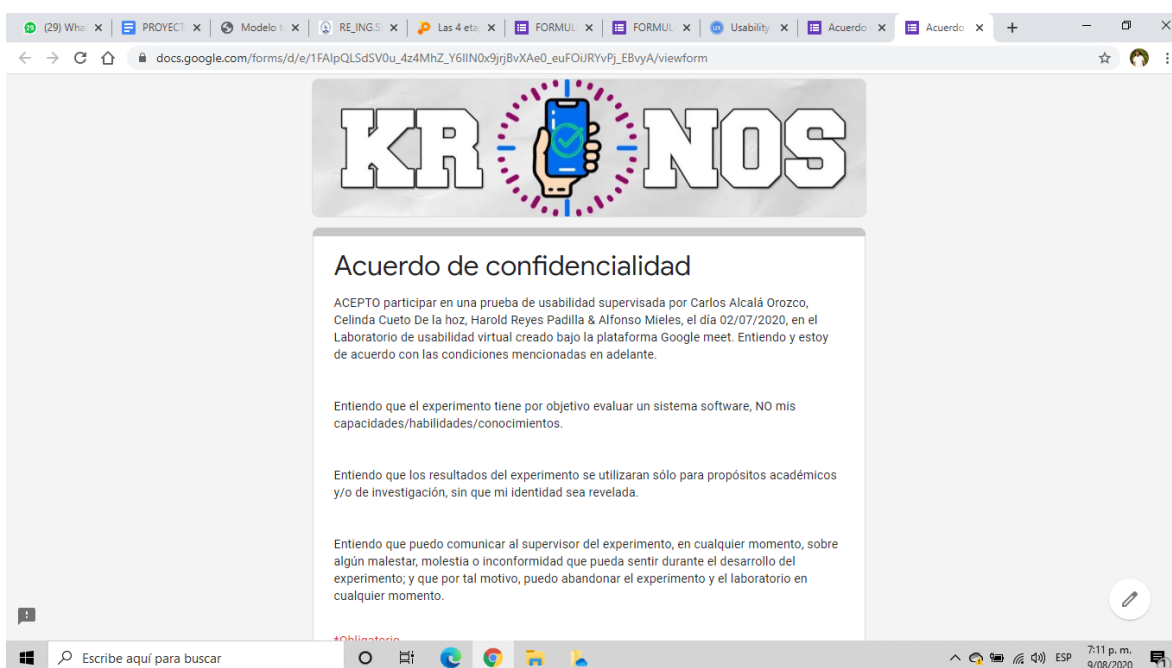 (29) Wha
PROYECT
Modelo t
RE_ING.S
Las 4 eta
FORMUL
FORMUL
Usability
Acuerdo
Acuerdo
docs.google.com/forms/d/e/1FAIpQLSdSV0u_4z4MhZ_Y6IIN0x9jrjBvXAe0_euFOiJRYvPj_EBvyA/viewform
KR NOS
Acuerdo de confidencialidad
ACEPTO participar en una prueba de usabilidad supervisada por Carlos Alcalá Orozco,
Celinda Cueto De la hoz, Harold Reyes Padilla & Alfonso Mieles, el día 02/07/2020, en el
Laboratorio de usabilidad virtual creado bajo la plataforma Google meet. Entiendo y estoy
de acuerdo con las condiciones mencionadas en adelante.
Entiendo que el experimento tiene por objetivo evaluar un sistema software, NO mis
capacidades/habilidades/conocimientos.
Entiendo que los resultados del experimento se utilizaran sólo para propósitos académicos
y/o de investigación, sin que mi identidad sea revelada.
Entiendo que puedo comunicar al supervisor del experimento, en cualquier momento, sobre
algún malestar, molestia o inconformidad que pueda sentir durante el desarrollo del
experimento; y que por tal motivo, puedo abandonar el experimento y el laboratorio en
cualquier momento.
*Obligatorio
Escribe aquí para buscar
ESP
7:11 p. m.
9/08/2020